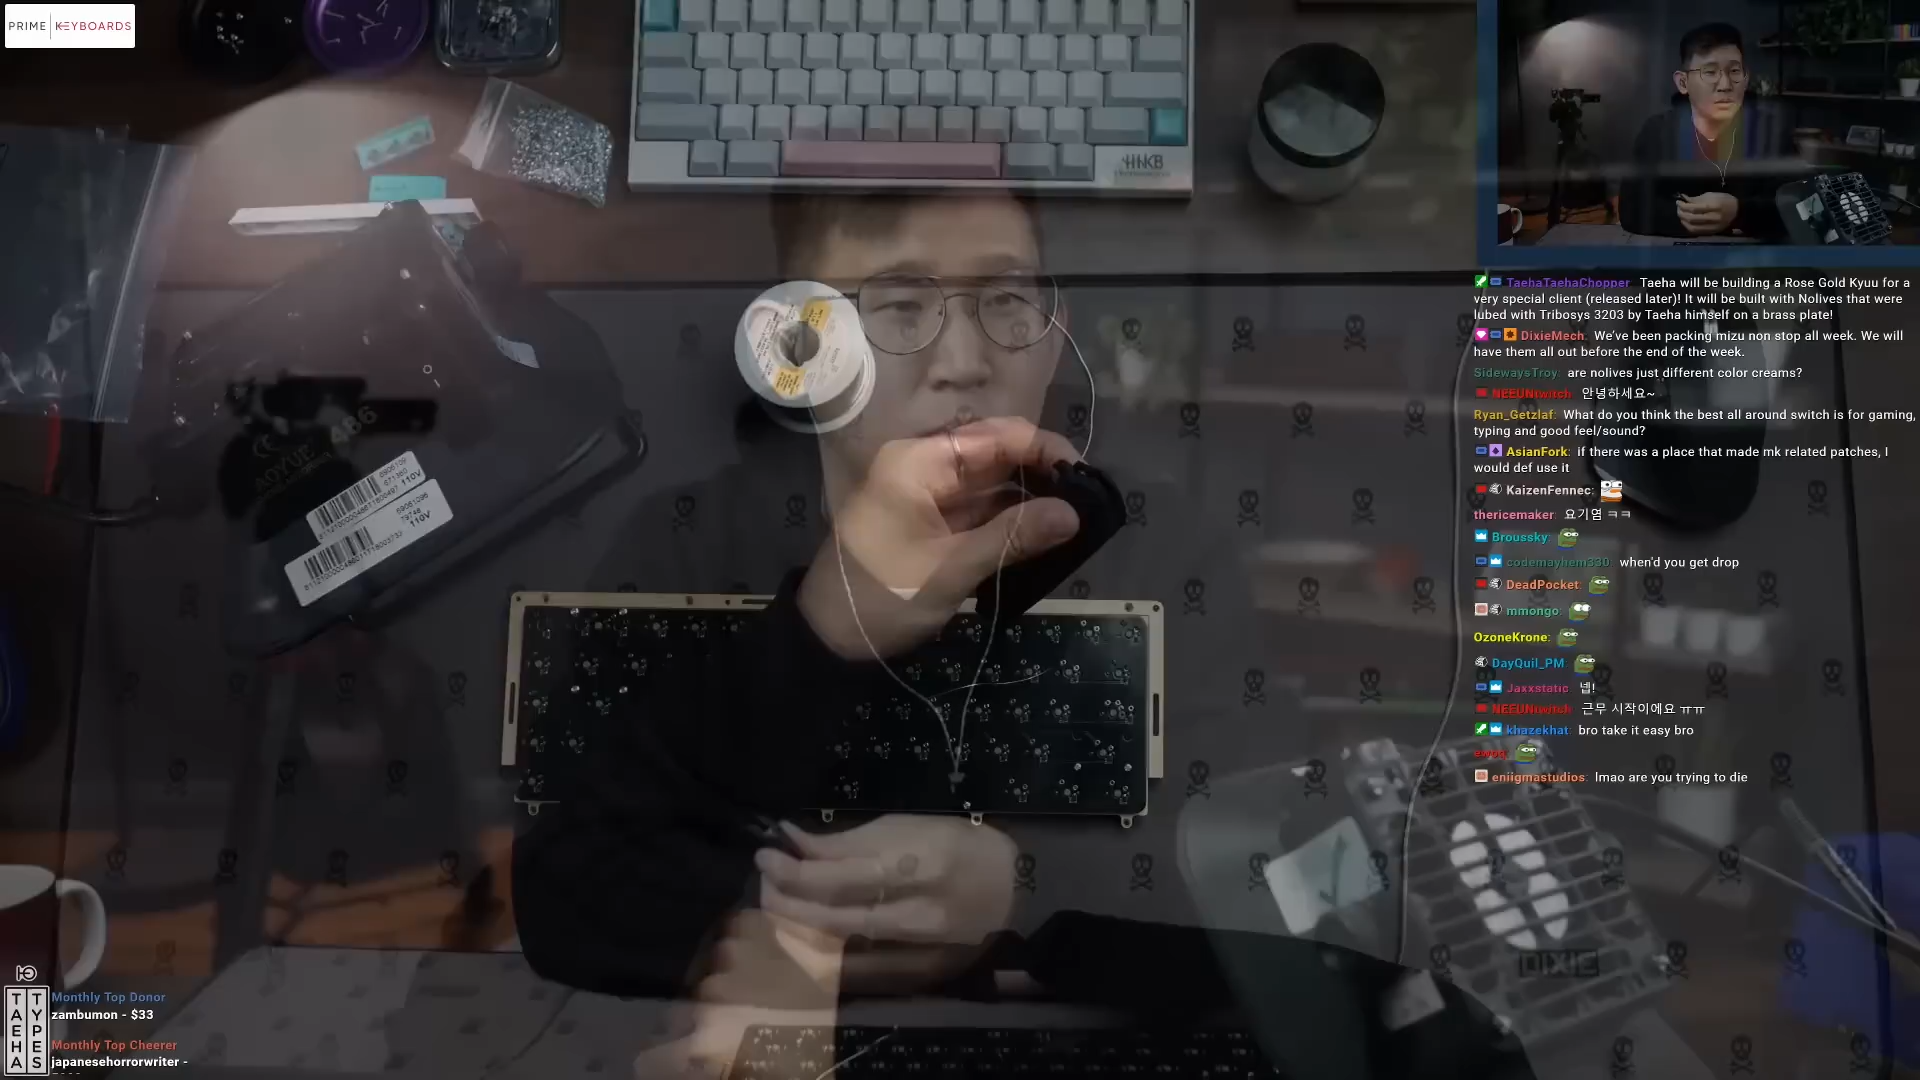 PRIME KEYBOARDS
HHKB
AOYUE
486
110V
110V
TaehaTaehaChopper: Taeha will be building a Rose Gold Kyuu for a
very special client (released later)! It will be built with Nolives that were
lubed with Tribosys 3203 by Taeha himself on a brass plate!
DixieMech: We've been packing mizu non stop all week. We will
have them all out before the end of the week.
SidewaysTroy: are nolives just different color creams?
NEEUNtwitch: 안녕하세요~
Ryan_Getzlaf: What do you think the best all around switch is for gaming,
typing and good feel/sound?
AsianFork: if there was a place that made mk related patches, I
would def use it
KaizenFennec:
thericemaker: 요기염 ㅋㅋ
Broussky:
codemayhem330: when'd you get drop
DeadPocket:
mmongo:
OzoneKrone:
DayQuil_PM:
Jaxxstatic: 넵!
NEEUNtwitch: 근무 시작이에요 ㅠㅠ
khazekhat: bro take it easy bro
eniigmastudios: lmao are you trying to die
DIXIE
TAEHA TYPES
Monthly Top Donor
zambumon - $33
Monthly Top Cheerer
japanesehorrorwriter -